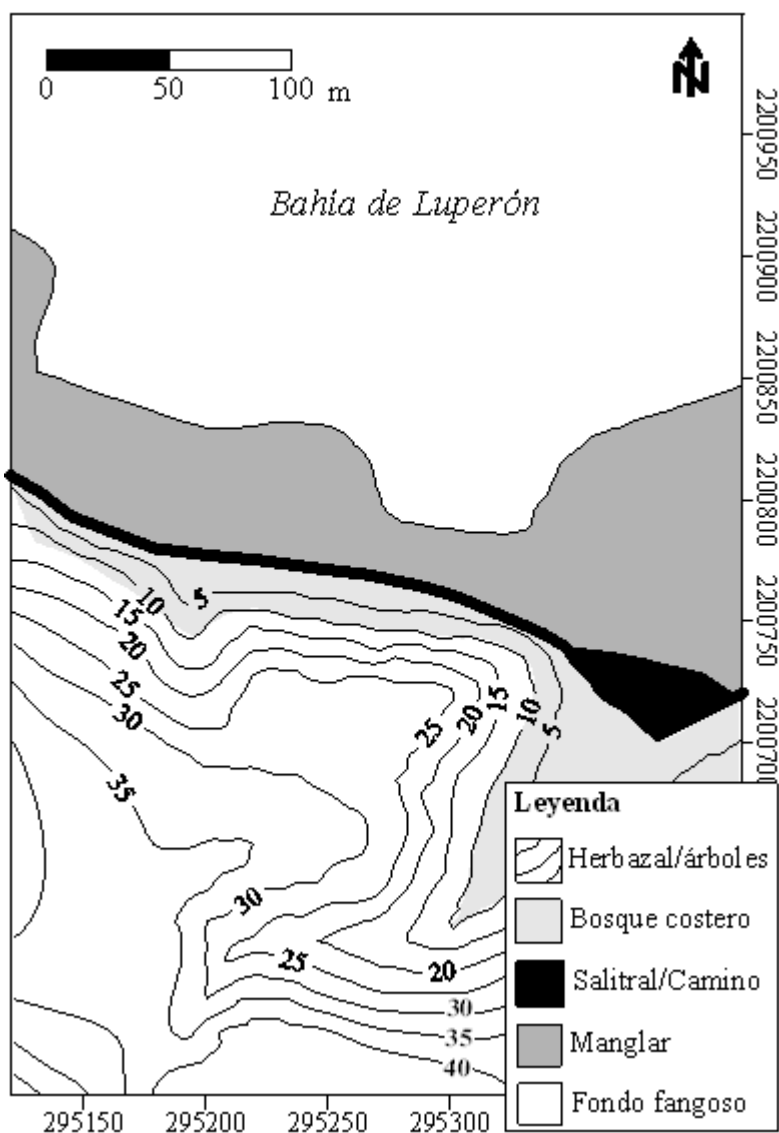 0 50 100 m
N
Bahía de Luperón
2200950
2200900
2200850
2200800
2200750
2200700
5
10
15
20
25
30
35
15
10
5
20
25
30
25
20
30
35
40
Leyenda
Herbazal/árboles
Bosque costero
Salitral/Camino
Manglar
Fondo fangoso
295150 295200 295250 295300